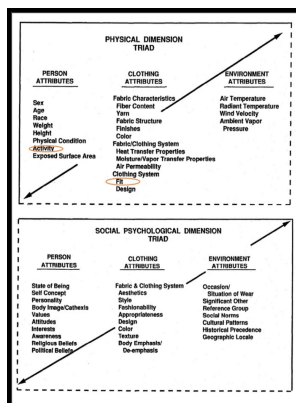 PHYSICAL DIMENSION
TRIAD
PERSON
ATTRIBUTES
Sex
Age
Race
Weight
Height
Physical Condition
Activity
Exposed Surface Area
CLOTHING
ATTRIBUTES
Fabric Characteristics
Fiber Content
Yarn
Fabric Structure
Finishes
Color
Fabric/Clothing System
Heat Transfer Properties
Moisture/Vapor Transfer Properties
Air Permeability
Clothing System
Fit
Design
ENVIRONMENT
ATTRIBUTES
Air Temperature
Radiant Temperature
Wind Velocity
Ambient Vapor
Pressure
SOCIAL PSYCHOLOGICAL DIMENSION
TRIAD
PERSON
ATTRIBUTES
State of Being
Self Concept
Personality
Body Image/Cathexis
Values
Attitudes
Interests
Awareness
Religious Beliefs
Political Beliefs
CLOTHING
ATTRIBUTES
Fabric & Clothing System
Aesthetics
Style
Fashionability
Appropriateness
Design
Color
Texture
Body Emphasis/
De-emphasis
ENVIRONMENT
ATTRIBUTES
Occasion/
Situation of Wear
Significant Other
Reference Group
Social Norms
Cultural Patterns
Historical Precedence
Geographic Locale